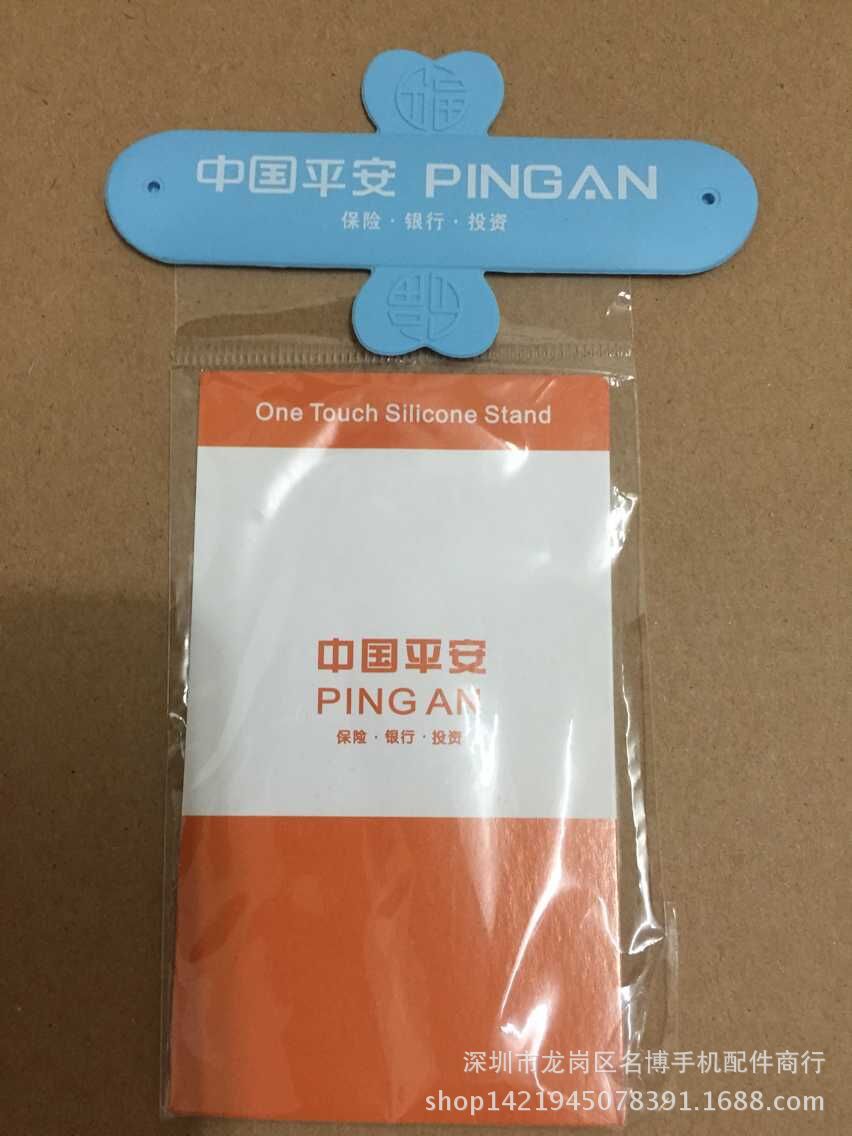 福
中国平安 PINGAN
保险·银行·投资
福
One Touch Silicone Stand
中国平安
PING AN
保险·银行·投资
深圳市龙岗区名博手机配件商行
shop1421945078391.1688.com